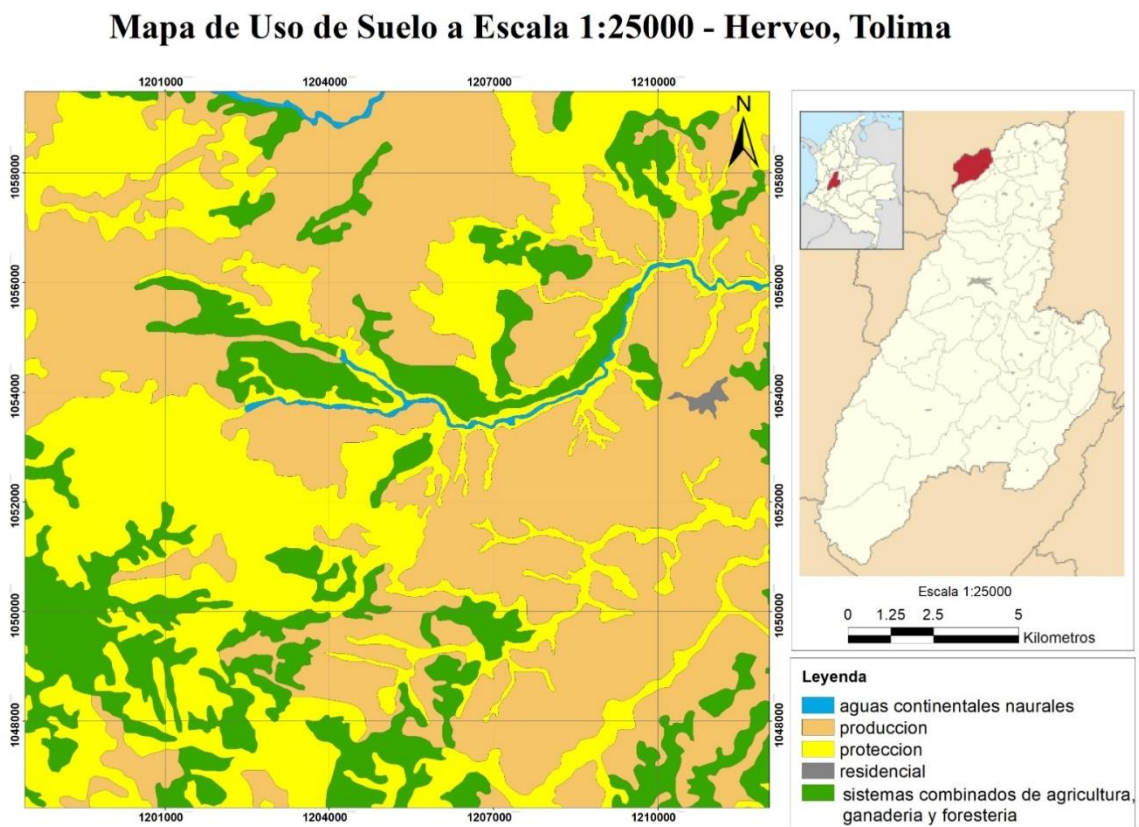 Mapa de Uso de Suelo a Escala 1:25000 - Herveo, Tolima
1201000 1204000 1207000 1210000
N
1058000 1058000
1056000 1056000
1054000 1054000
1052000 1052000
1050000 1050000
1048000 1048000
1201000 1204000 1207000 1210000
Escala 1:25000
0 1.25 2.5 5
Kilometros
Leyenda
aguas continentales naurales
produccion
proteccion
residencial
sistemas combinados de agricultura,
ganaderia y foresteria